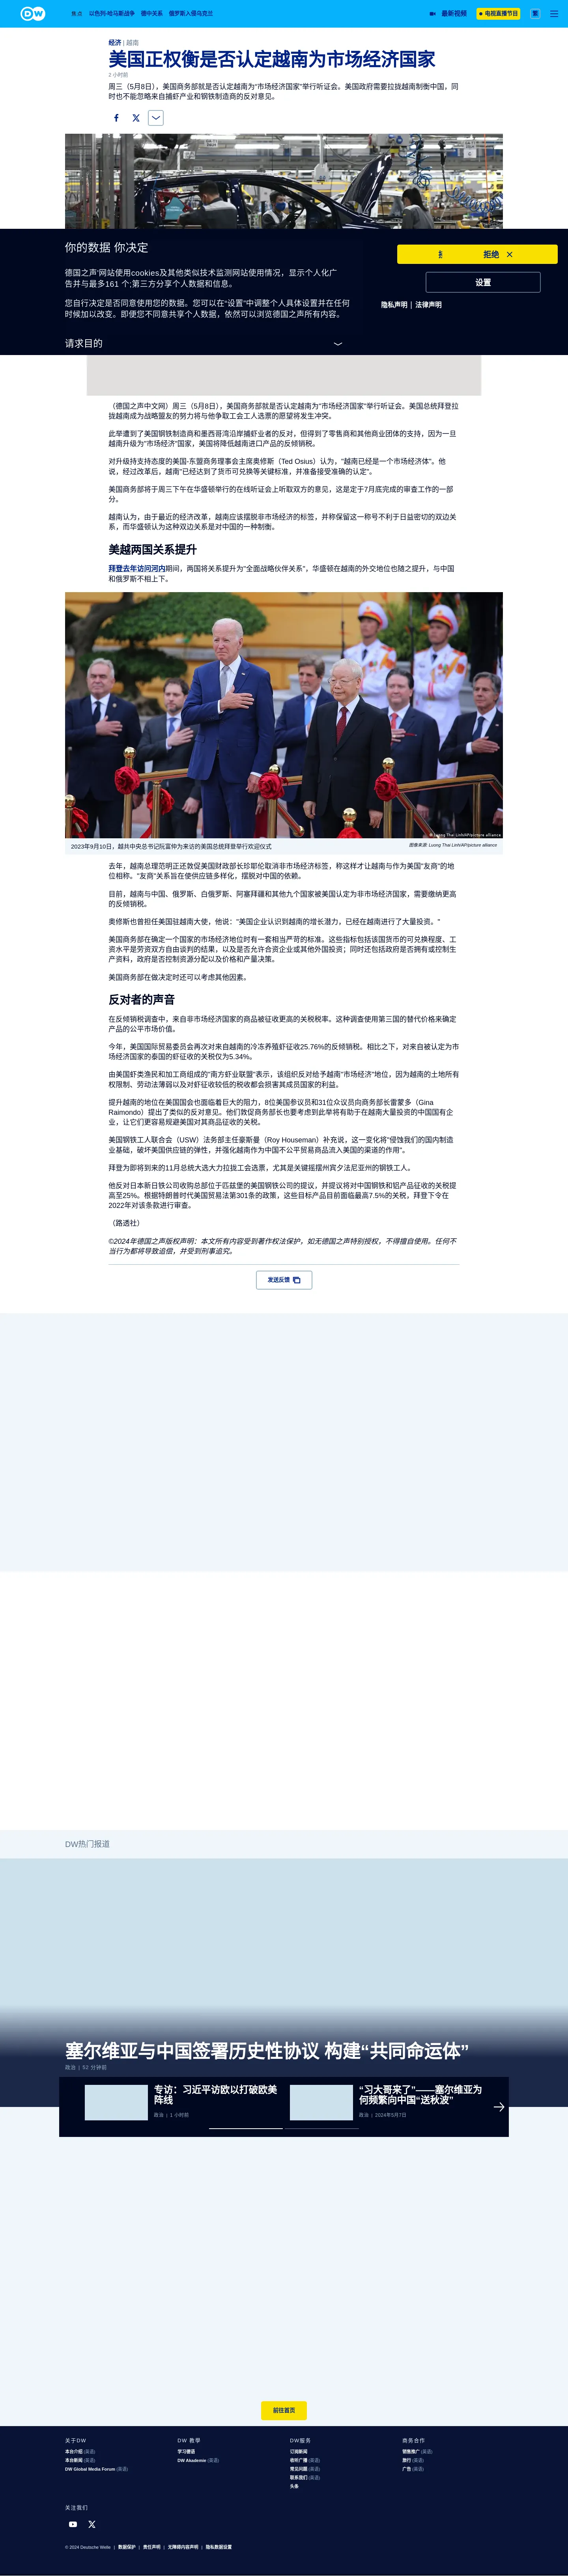 DW
焦点
以色列-哈马斯战争
德中关系
俄罗斯入侵乌克兰
最新视频
电视直播节目
繁
经济 | 越南
美国正权衡是否认定越南为市场经济国家
2 小时前
周三（5月8日），美国商务部就是否认定越南为"市场经济国家"举行听证会。美国政府需要拉拢越南制衡中国，同
时也不能忽略来自捕虾产业和钢铁制造商的反对意见。
你的数据 你决定
德国之声'网站使用cookies及其他类似技术监测网站使用情况，显示个人化广
告并与最多161 个;第三方分享个人数据和信息。
您自行决定是否同意使用您的数据。您可以在"设置"中调整个人具体设置并在任何
时候加以改变。即便您不同意共享个人数据，依然可以浏览德国之声所有内容。
请求目的
拒绝
设置
隐私声明 | 法律声明
（德国之声中文网）周三（5月8日），美国商务部就是否认定越南为"市场经济国家"举行听证会。美国总统拜登拉
拢越南成为战略盟友的努力将与他争取工会工人选票的愿望将发生冲突。
此举遭到了美国钢铁制造商和墨西哥湾沿岸捕虾业者的反对，但得到了零售商和其他商业团体的支持，因为一旦
越南升级为"市场经济"国家，美国将降低越南进口产品的反倾销税。
对升级持支持态度的美国-东盟商务理事会主席奥修斯（Ted Osius）认为，"越南已经是一个市场经济体"。他
说，经过改革后，越南"已经达到了货币可兑换等关键标准，并准备接受准确的认定"。
美国商务部将于周三下午在华盛顿举行的在线听证会上听取双方的意见，这是定于7月底完成的审查工作的一部
分。
越南认为，由于最近的经济改革，越南应该摆脱非市场经济的标签，并称保留这一称号不利于日益密切的双边关
系，而华盛顿认为这种双边关系是对中国的一种制衡。
美越两国关系提升
拜登去年访问河内期间，两国将关系提升为"全面战略伙伴关系"，华盛顿在越南的外交地位也随之提升，与中国
和俄罗斯不相上下。
© Luong Thai Linh/AP/picture alliance
2023年9月10日，越共中央总书记阮富仲为来访的美国总统拜登举行欢迎仪式
图像来源: Luong Thai Linh/AP/picture alliance
去年，越南总理范明正还敦促美国财政部长珍耶伦取消非市场经济标签，称这样才让越南与作为美国"友商"的地
位相称。"友商"关系旨在使供应链多样化，摆脱对中国的依赖。
目前，越南与中国、俄罗斯、白俄罗斯、阿塞拜疆和其他九个国家被美国认定为非市场经济国家，需要缴纳更高
的反倾销税。
奥修斯也曾担任美国驻越南大使，他说："美国企业认识到越南的增长潜力，已经在越南进行了大量投资。"
美国商务部在确定一个国家的市场经济地位时有一套相当严苛的标准。这些指标包括该国货币的可兑换程度、工
资水平是劳资双方自由谈判的结果，以及是否允许合资企业或其他外国投资；同时还包括政府是否拥有或控制生
产资料，政府是否控制资源分配以及价格和产量决策。
美国商务部在做决定时还可以考虑其他因素。
反对者的声音
在反倾销税调查中，来自非市场经济国家的商品被征收更高的关税税率。这种调查使用第三国的替代价格来确定
产品的公平市场价值。
今年，美国国际贸易委员会再次对来自越南的冷冻养殖虾征收25.76%的反倾销税。相比之下，对来自被认定为市
场经济国家的泰国的虾征收的关税仅为5.34%。
由美国虾类渔民和加工商组成的"南方虾业联盟"表示，该组织反对给予越南"市场经济"地位，因为越南的土地所有
权限制、劳动法薄弱以及对虾征收较低的税收都会损害其成员国家的利益。
提升越南的地位在美国国会也面临着巨大的阻力，8位美国参议员和31位众议员向商务部长雷蒙多（Gina
Raimondo）提出了类似的反对意见。他们敦促商务部长也要考虑到此举将有助于在越南大量投资的中国国有企
业，让它们更容易规避美国对其商品征收的关税。
美国钢铁工人联合会（USW）法务部主任豪斯曼（Roy Houseman）补充说，这一变化将"侵蚀我们的国内制造
业基础，破坏美国供应链的弹性，并强化越南作为中国不公平贸易商品流入美国的渠道的作用"。
拜登为即将到来的11月总统大选大力拉拢工会选票，尤其是关键摇摆州宾夕法尼亚州的钢铁工人。
他反对日本新日铁公司收购总部位于匹兹堡的美国钢铁公司的提议，并提议将对中国钢铁和铝产品征收的关税提
高至25%。根据特朗普时代美国贸易法第301条的政策，这些目标产品目前面临最高7.5%的关税，拜登下令在
2022年对该条款进行审查。
（路透社）
©2024年德国之声版权声明：本文所有内容受到著作权法保护，如无德国之声特别授权，不得擅自使用。任何不
当行为都将导致追偿，并受到刑事追究。
发送反馈
DW热门报道
塞尔维亚与中国签署历史性协议 构建“共同命运体”
政治 | 52 分钟前
专访：习近平访欧以打破欧美
阵线
政治 | 1 小时前
“习大哥来了”——塞尔维亚为
何频繁向中国“送秋波”
政治 | 2024年5月7日
前往首页
关于DW
本台介绍 (英语)
本台新闻 (英语)
DW Global Media Forum (英语)
DW 教學
学习德语
DW Akademie (英语)
DW服务
订阅新闻
收听广播 (英语)
常见问题 (英语)
联系我们 (英语)
头条
商务合作
销售推广 (英语)
旅行 (英语)
广告 (英语)
关注我们
© 2024 Deutsche Welle | 数据保护 | 责任声明 | 无障碍内容声明 | 隐私数据设置